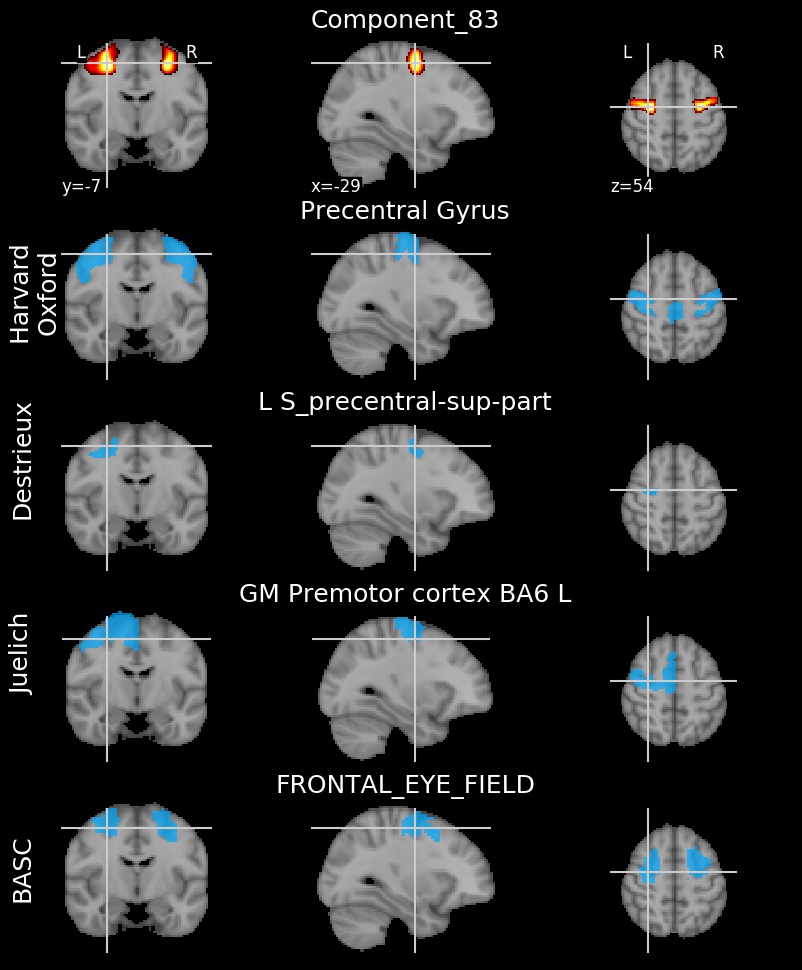 Component_83
L R
L R
y=-7
x=-29
z=54
Precentral Gyrus
Harvard
Oxford
L S_precentral-sup-part
Destrieux
GM Premotor cortex BA6 L
Juelich
FRONTAL_EYE_FIELD
BASC